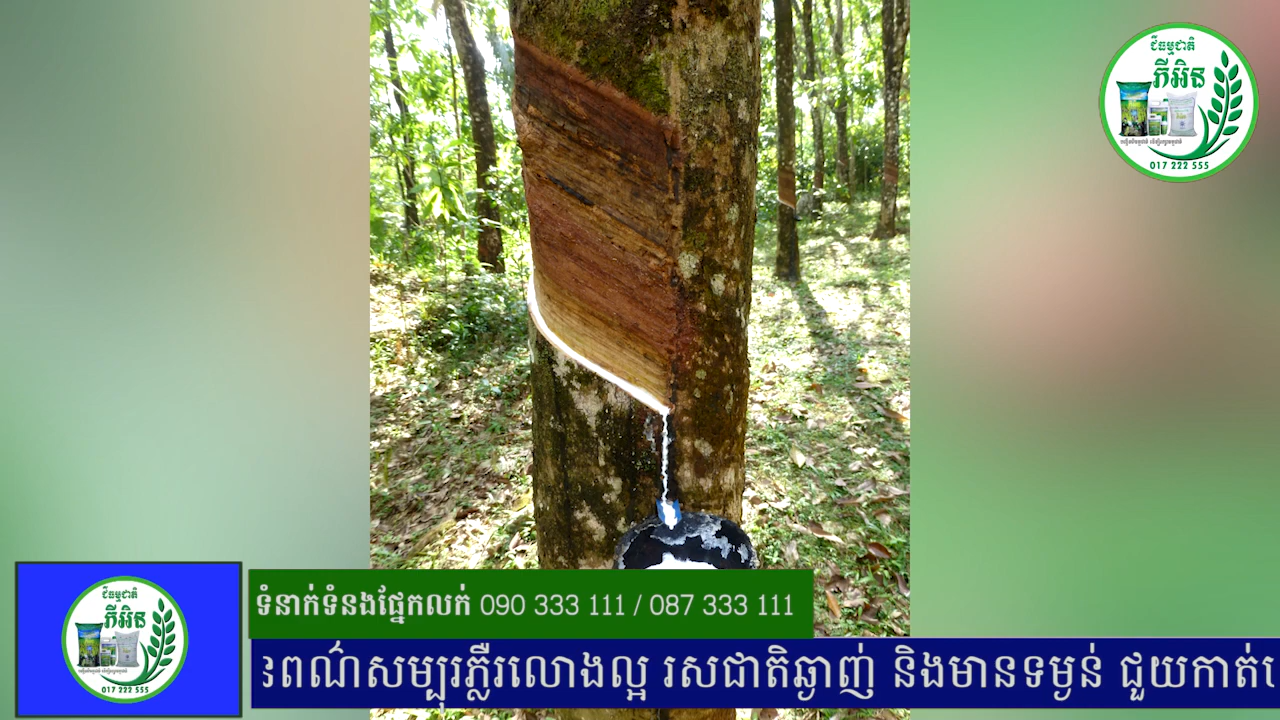 ជីធម្មជាតិ
ភីអិន
017 222 555
ទំនាក់ទំនងផ្នែកលក់ 090 333 111 / 087 333 111
ពណ៌សម្បុរភ្លឺរលោងល្អ រសជាតិឆ្ងាញ់ និងមានទម្ងន់ ជួយកាត់
ជីធម្មជាតិ
ភីអិន
017 222 555